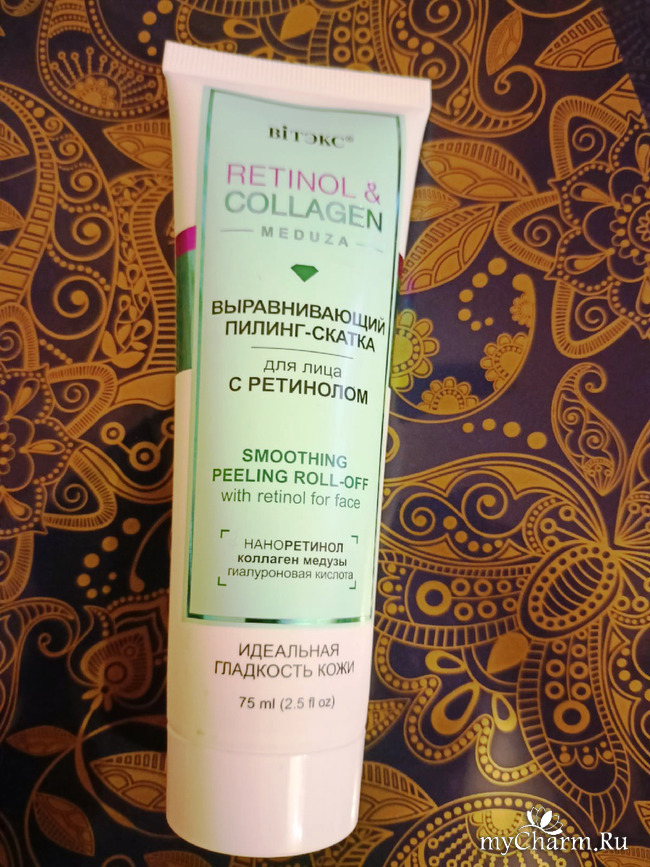 ВіТЭКС®
RETINOL &
COLLAGEN
MEDUZA
ВЫРАВНИВАЮЩИЙ
ПИЛИНГ-СКАТКА
для лица
С РЕТИНОЛОМ
SMOOTHING
PEELING ROLL-OFF
with retinol for face
НАНОРЕТИНОЛ
коллаген медузы
гиалуроновая кислота
ИДЕАЛЬНАЯ
ГЛАДКОСТЬ КОЖИ
75 ml (2.5 fl oz)
myCharm.Ru